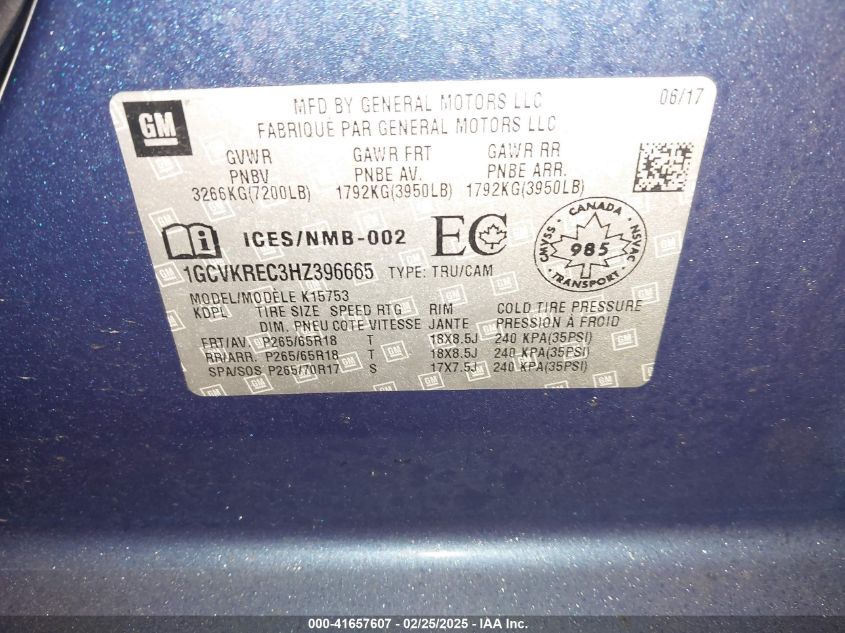 GM
MFD BY GENERAL MOTORS LLC
06/17
FABRIQUÉ PAR GENERAL MOTORS LLC
GVWR GAWR FRT GAWR RR
PNBV PNBE AV. PNBE ARR.
3266KG(7200LB) 1792KG(3950LB) 1792KG(3950LB)
i ICES/NMB-002 EC
CANADA CMVSS NSVAC 985 TRANSPORT
1GCVKREC3HZ396665 TYPE: TRU/CAM
MODEL/MODÈLE K15753
KDPL TIRE SIZE SPEED RTG RIM COLD TIRE PRESSURE
DIM. PNEU COTE VITESSE JANTE PRESSION À FROID
FRT/AV. P265/65R18 T 18X8.5J 240 KPA(35PSI)
RR/ARR. P265/65R18 T 18X8.5J 240 KPA(35PSI)
SPA/SOS P265/70R17 S 17X7.5J 240 KPA(35PSI)
000-41657607 - 02/25/2025 - IAA Inc.